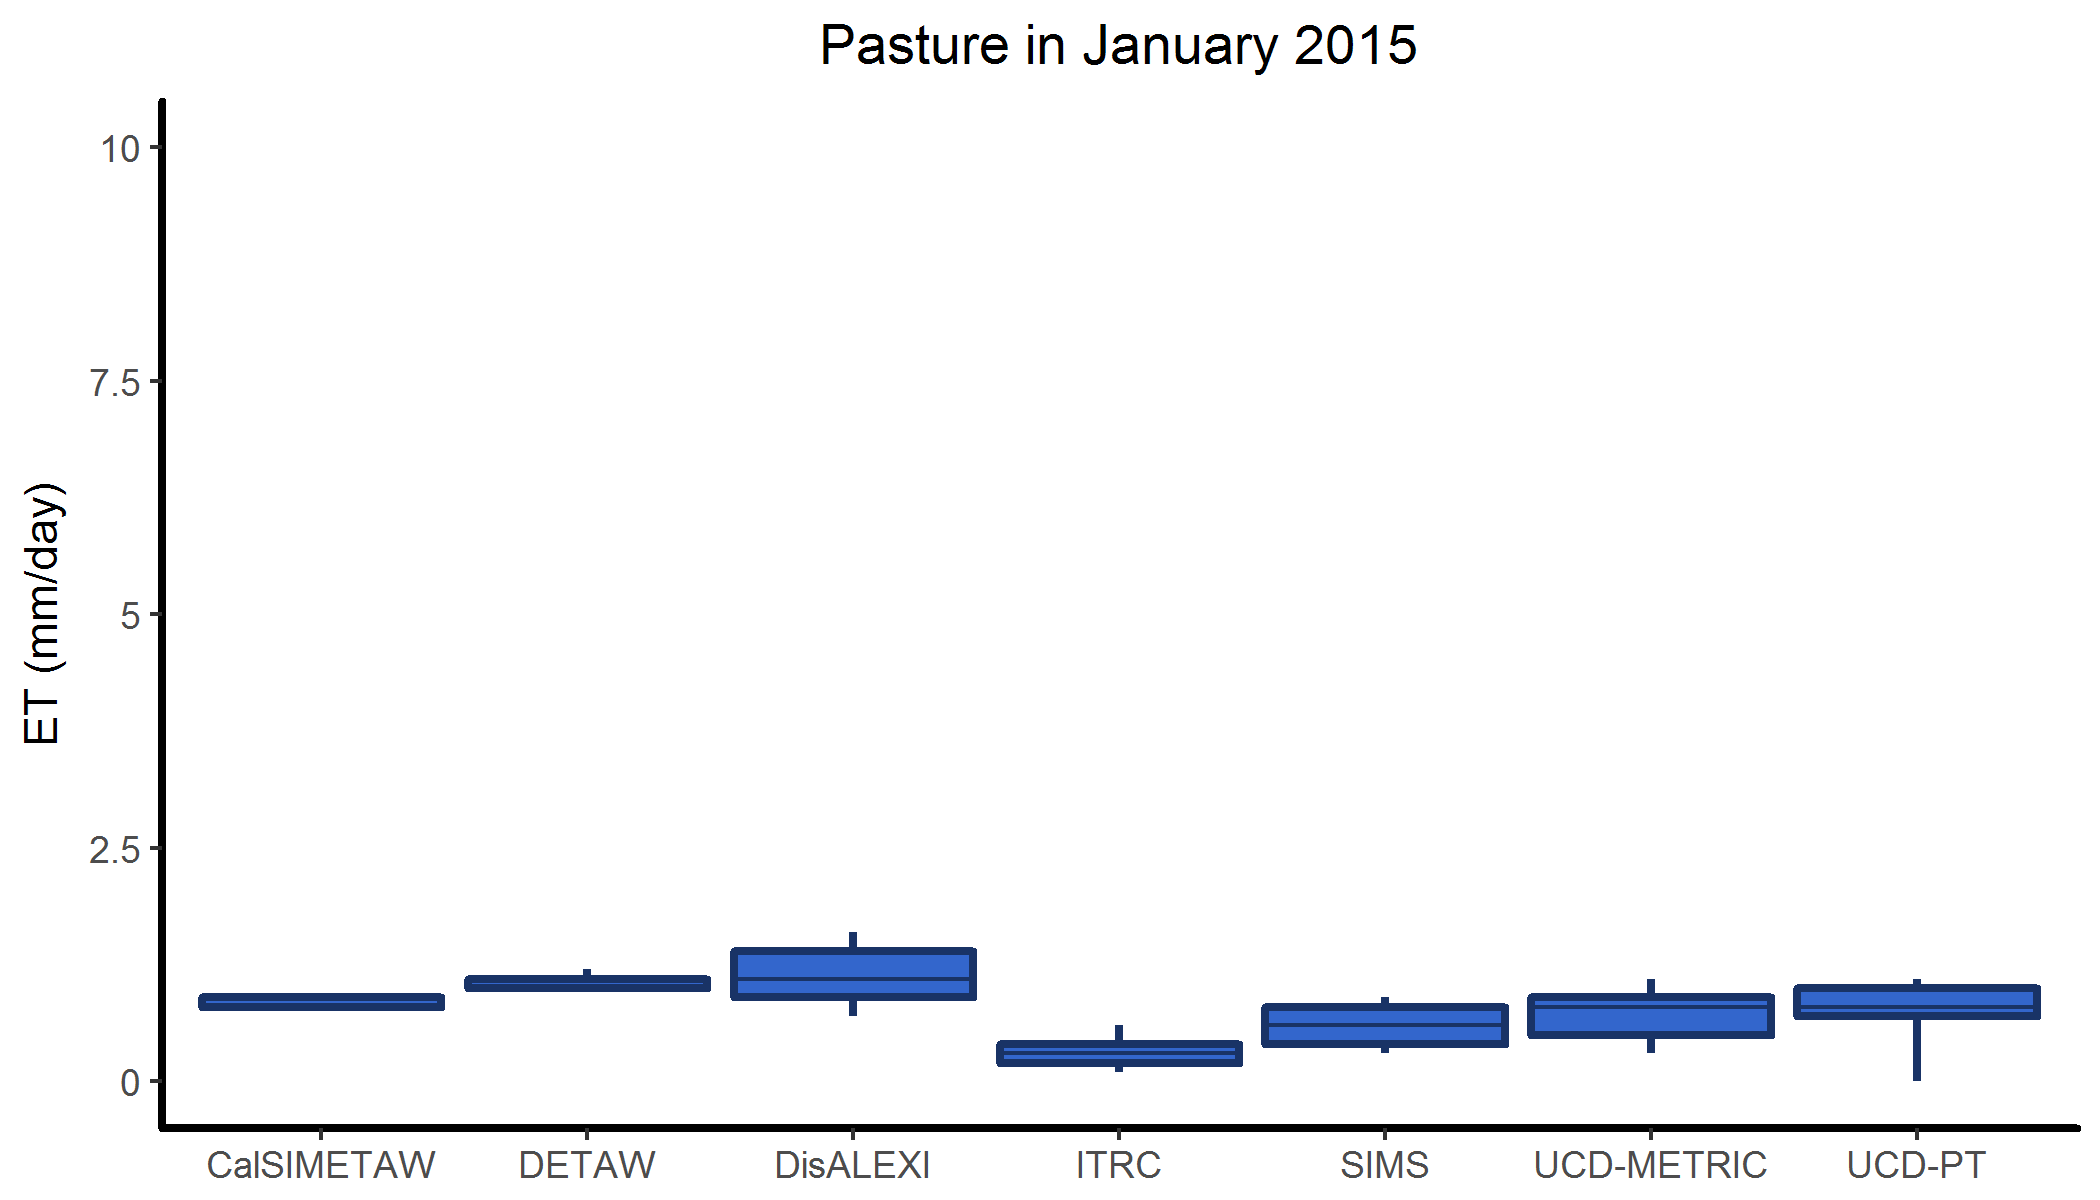 Pasture in January 2015
10
7.5
5
2.5
0
ET (mm/day)
CalSIMETAW DETAW DisALEXI ITRC SIMS UCD-METRIC UCD-PT